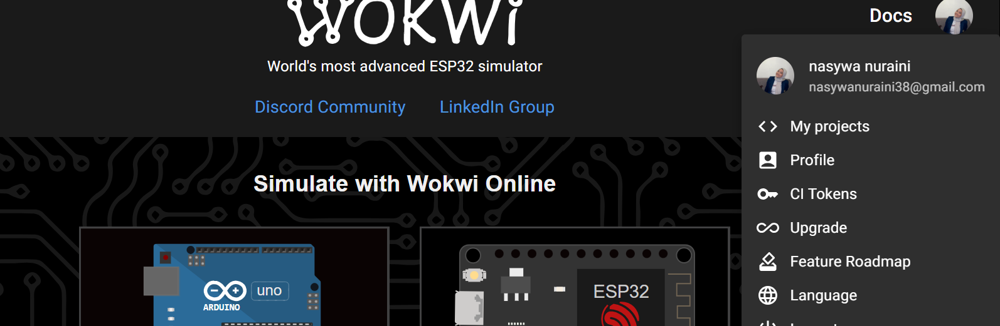 WOKWi
Docs
World's most advanced ESP32 simulator
Discord Community
LinkedIn Group
nasywa nuraini
nasywanuraini38@gmail.com
My projects
Profile
CI Tokens
Upgrade
Feature Roadmap
Language
Simulate with Wokwi Online
uno
ARDUINO
ESP32